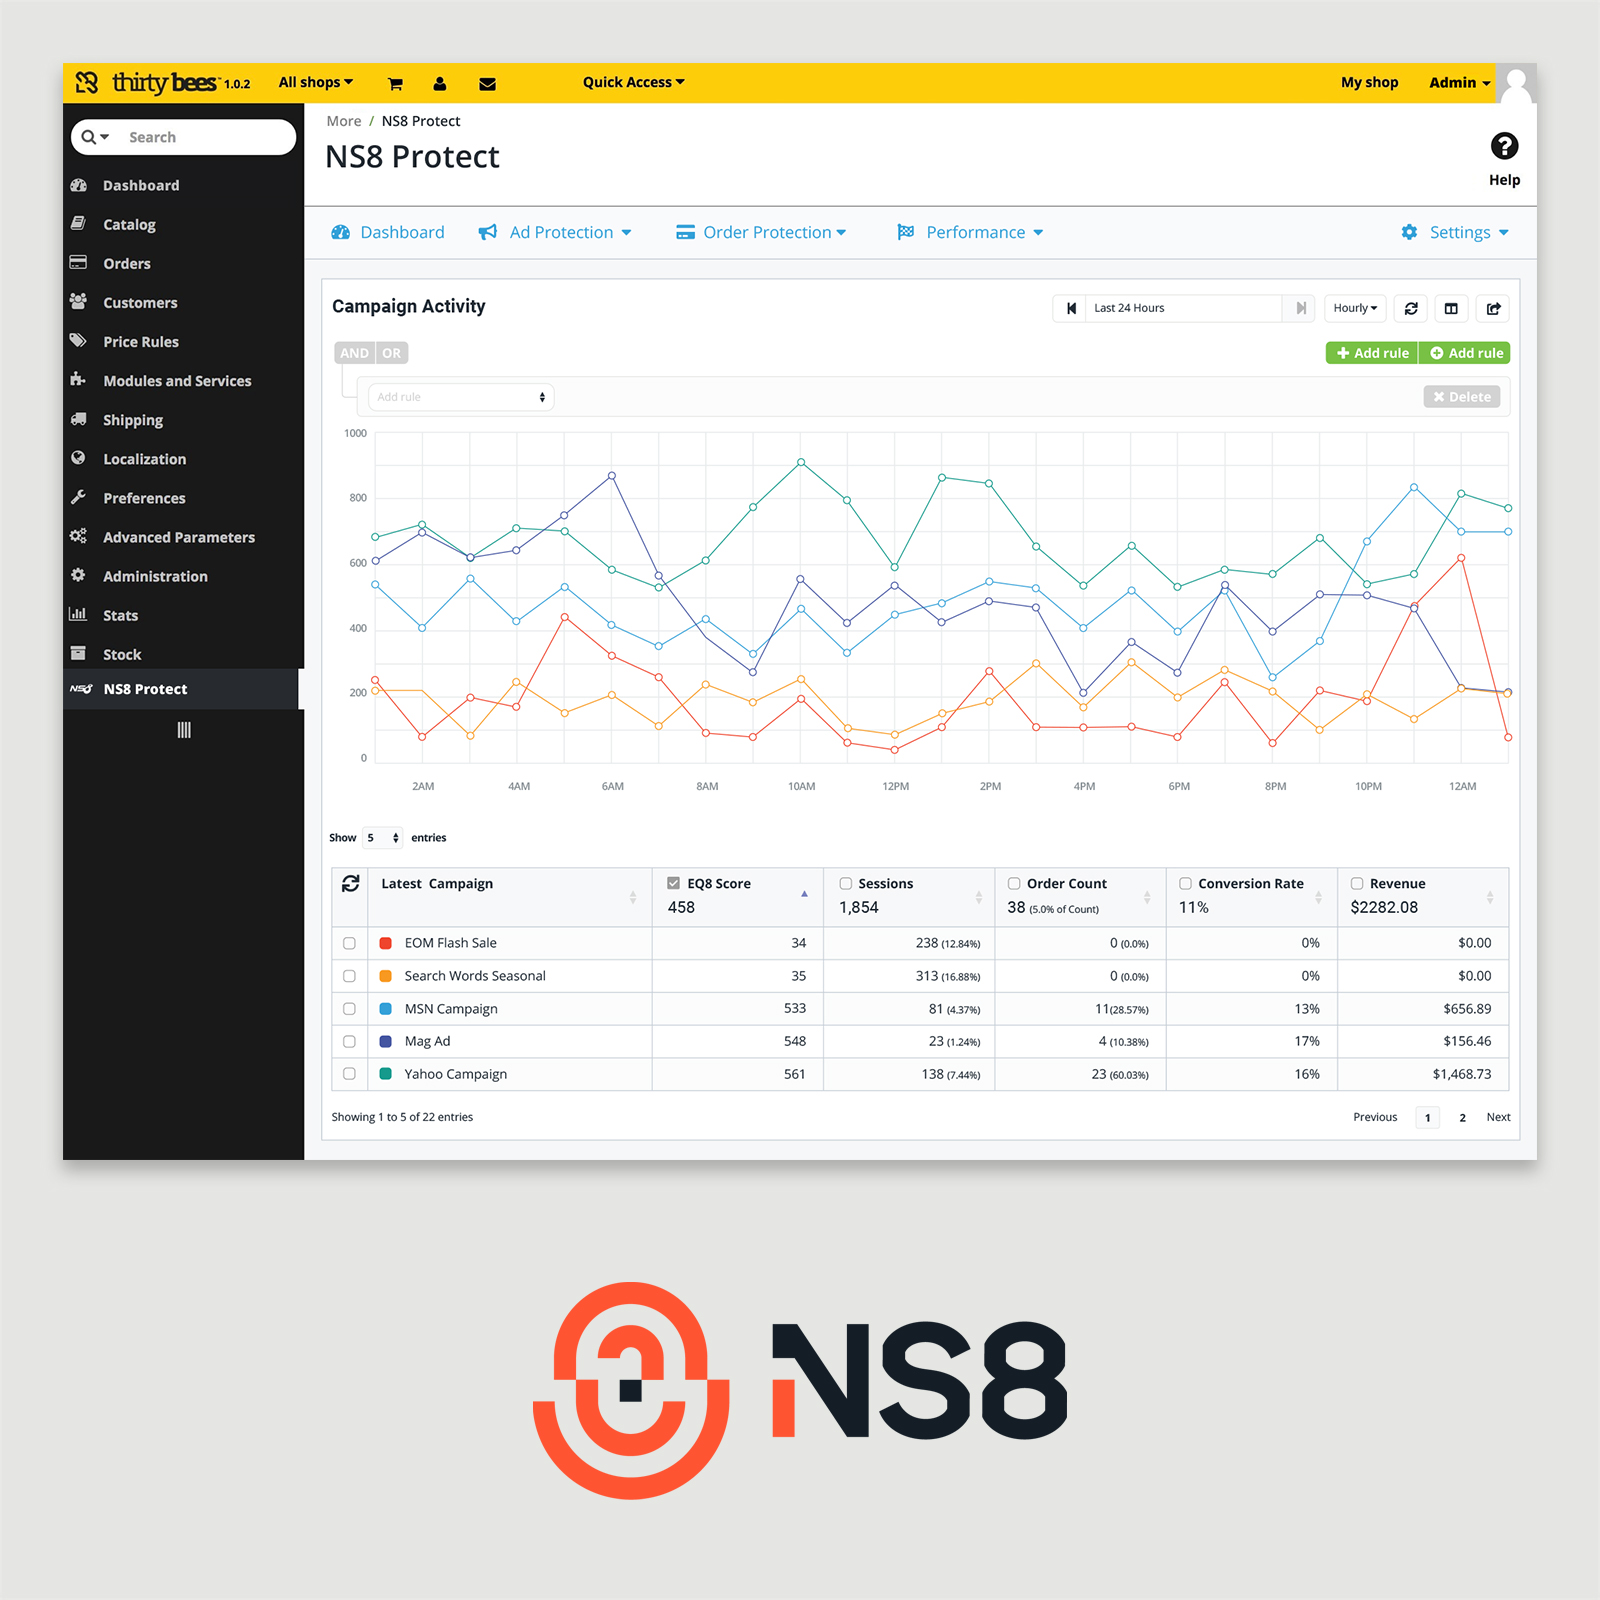 thirty bees™ 1.0.2 All shops Quick Access My shop Admin
Search
Dashboard
Catalog
Orders
Customers
Price Rules
Modules and Services
Shipping
Localization
Preferences
Advanced Parameters
Administration
Stats
Stock
NS8 NS8 Protect
More / NS8 Protect
NS8 Protect
Help
Dashboard Ad Protection Order Protection Performance Settings
Campaign Activity
Last 24 Hours Hourly
AND OR
Add rule Add rule
Add rule
Delete
1000
800
600
400
200
0
2AM 4AM 6AM 8AM 10AM 12PM 2PM 4PM 6PM 8PM 10PM 12AM
Show 5 entries
Latest Campaign EQ8 Score Sessions Order Count Conversion Rate Revenue
458 1,854 38 (5.0% of Count) 11% $2282.08
EOM Flash Sale 34 238 (12.84%) 0 (0.0%) 0% $0.00
Search Words Seasonal 35 313 (16.88%) 0 (0.0%) 0% $0.00
MSN Campaign 533 81 (4.37%) 11(28.57%) 13% $656.89
Mag Ad 548 23 (1.24%) 4 (10.38%) 17% $156.46
Yahoo Campaign 561 138 (7.44%) 23 (60.03%) 16% $1,468.73
Showing 1 to 5 of 22 entries Previous 1 2 Next
NS8